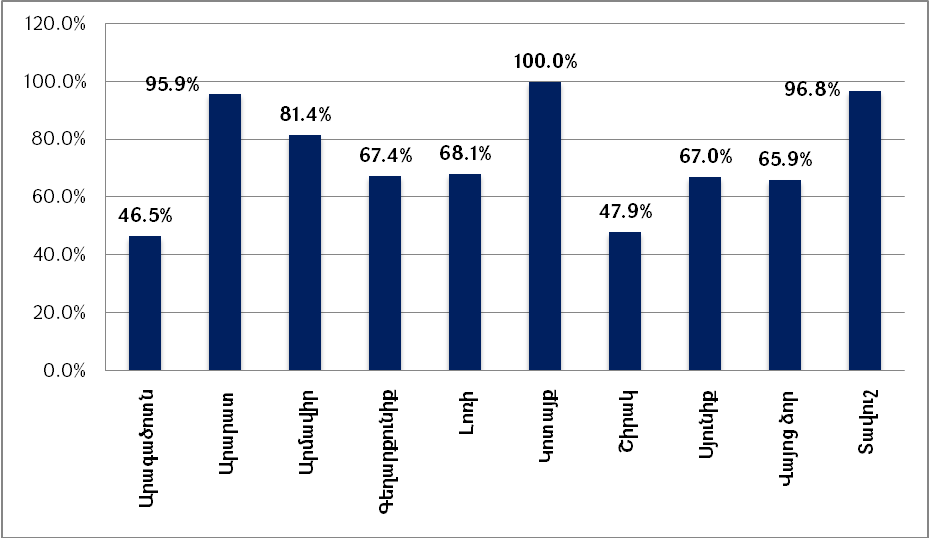 120.0%
100.0%
80.0%
60.0%
40.0%
20.0%
0.0%
46.5%
95.9%
81.4%
67.4%
68.1%
100.0%
47.9%
67.0%
65.9%
96.8%
Արագածոտն
Արարատ
Արմավիր
Գեղարքունիք
Լոռի
Կոտայք
Շիրակ
Սյունիք
Վայոց ձոր
Տավուշ